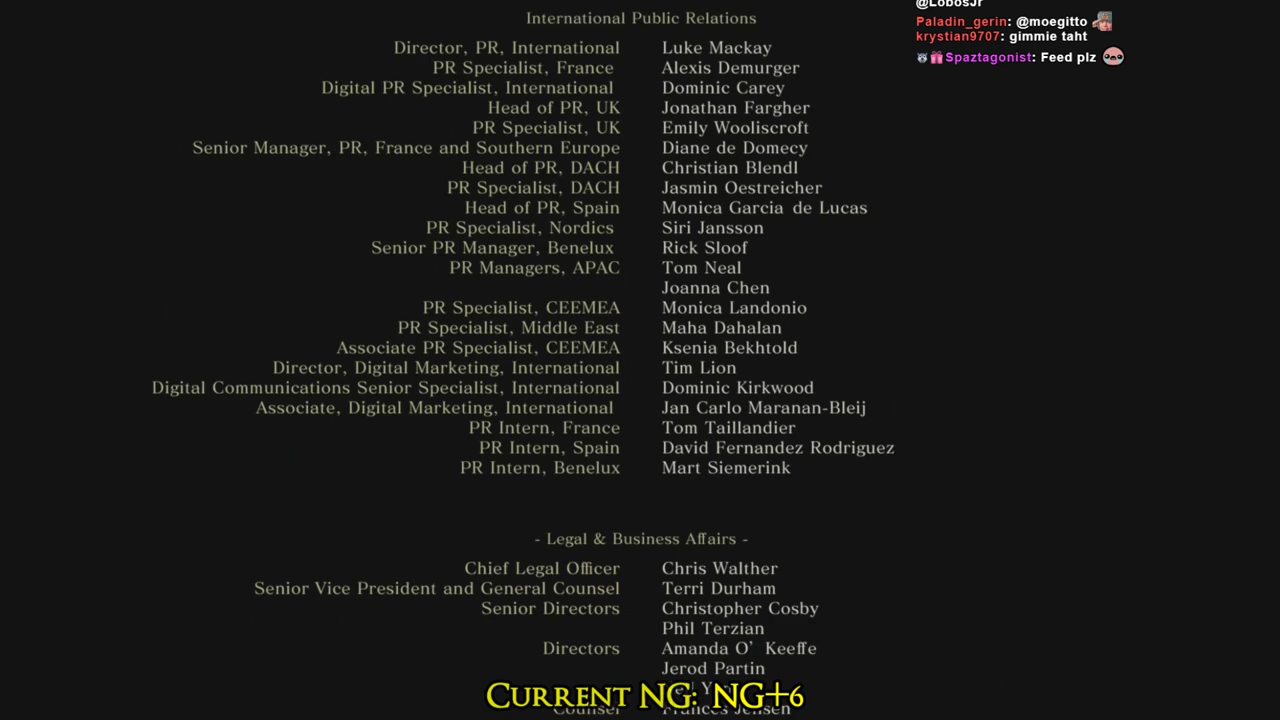 @LobosJr
Paladin_gerin: @moegitto
krystian9707: gimmie taht
Spaztagonist: Feed plz
International Public Relations
Director, PR, International Luke Mackay
PR Specialist, France Alexis Demurger
Digital PR Specialist, International Dominic Carey
Head of PR, UK Jonathan Fargher
PR Specialist, UK Emily Wooliscroft
Senior Manager, PR, France and Southern Europe Diane de Domecy
Head of PR, DACH Christian Blendl
PR Specialist, DACH Jasmin Oestreicher
Head of PR, Spain Monica Garcia de Lucas
PR Specialist, Nordics Siri Jansson
Senior PR Manager, Benelux Rick Sloof
PR Managers, APAC Tom Neal
Joanna Chen
PR Specialist, CEEMEA Monica Landonio
PR Specialist, Middle East Maha Dahalan
Associate PR Specialist, CEEMEA Ksenia Bekhtold
Director, Digital Marketing, International Tim Lion
Digital Communications Senior Specialist, International Dominic Kirkwood
Associate, Digital Marketing, International Jan Carlo Maranan-Bleij
PR Intern, France Tom Taillandier
PR Intern, Spain David Fernandez Rodriguez
PR Intern, Benelux Mart Siemerink
- Legal & Business Affairs -
Chief Legal Officer Chris Walther
Senior Vice President and General Counsel Terri Durham
Senior Directors Christopher Cosby
Phil Terzian
Directors Amanda O' Keeffe
Jerod Partin
Current NG: NG+6
Counsel Frances Jensen